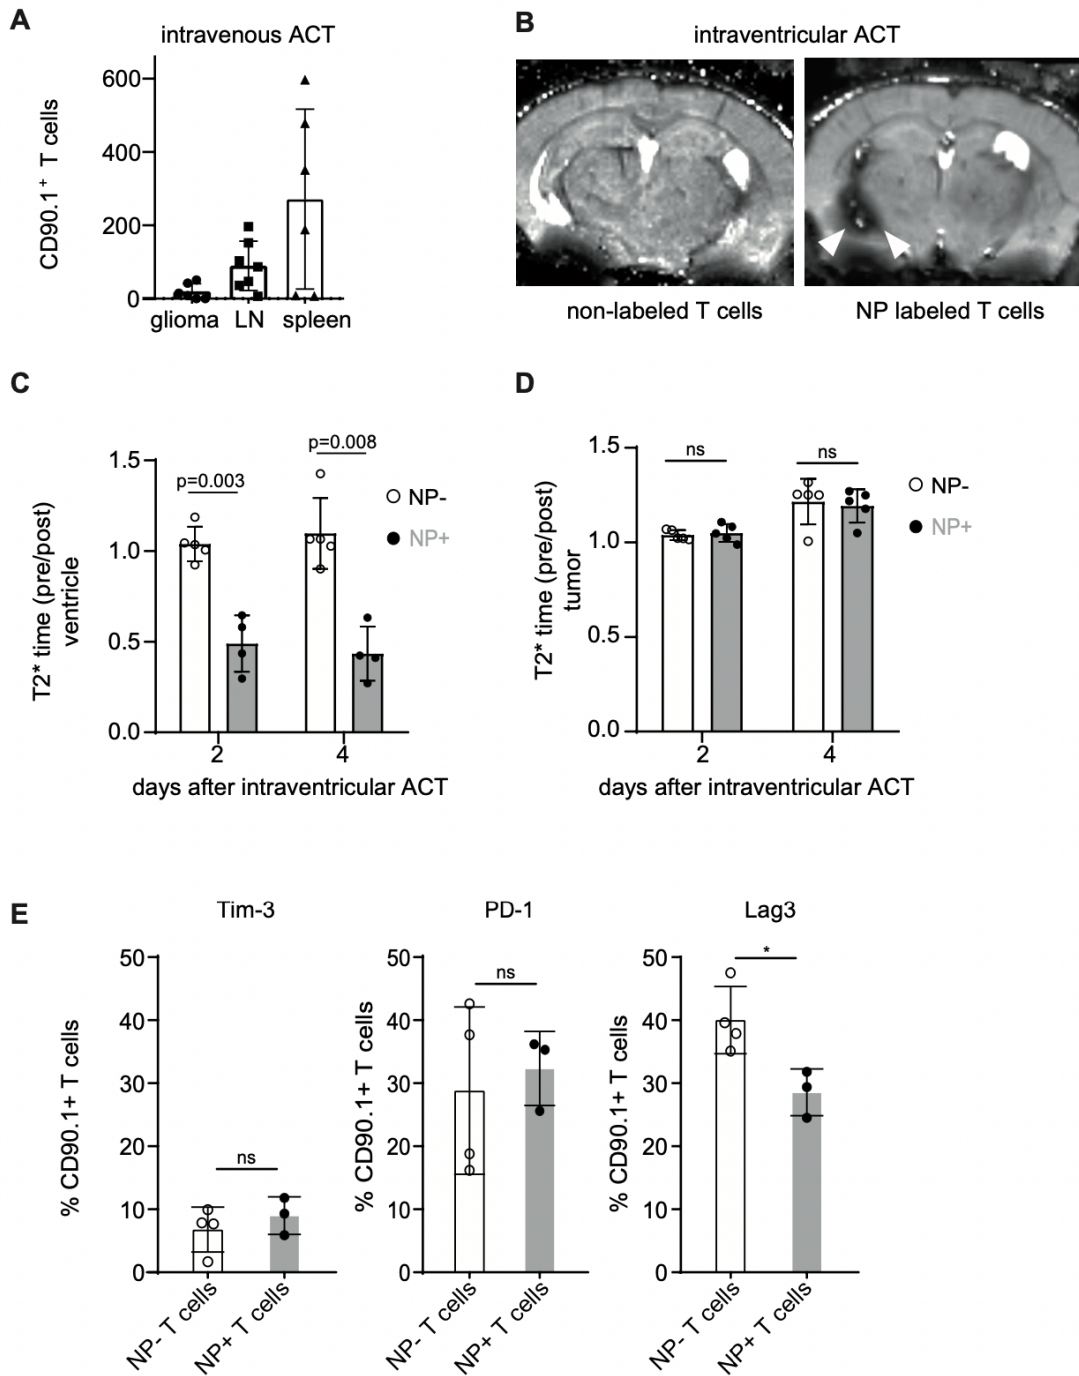 A
intravenous ACT
CD90.1+ T cells
600
400
200
0
glioma LN spleen
B
intraventricular ACT
non-labeled T cells
NP labeled T cells
C
T2* time (pre/post)
ventricle
1.5
1.0
0.5
0.0
p=0.003
p=0.008
NP-
NP+
2
4
days after intraventricular ACT
D
T2* time (pre/post)
tumor
1.5
1.0
0.5
0.0
ns
ns
NP-
NP+
2
4
days after intraventricular ACT
E
Tim-3
% CD90.1+ T cells
50
40
30
20
10
0
ns
NP- T cells
NP+ T cells
PD-1
% CD90.1+ T cells
50
40
30
20
10
0
ns
NP- T cells
NP+ T cells
Lag3
% CD90.1+ T cells
50
40
30
20
10
0
*
NP- T cells
NP+ T cells